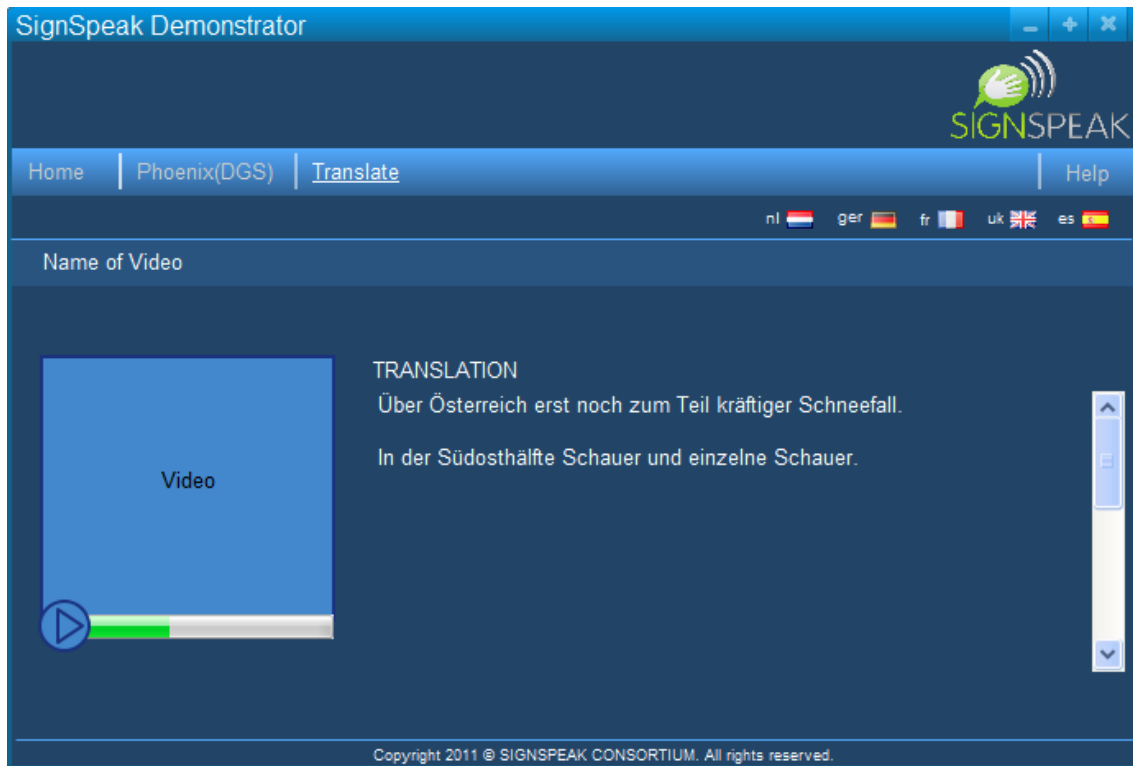 SignSpeak Demonstrator
SIGNSPEAK
Home Phoenix(DGS) Translate Help
nl ger fr uk es
Name of Video
TRANSLATION
Über Österreich erst noch zum Teil kräftiger Schneefall.
In der Südosthälfte Schauer und einzelne Schauer.
Video
Copyright 2011 © SIGNSPEAK CONSORTIUM. All rights reserved.